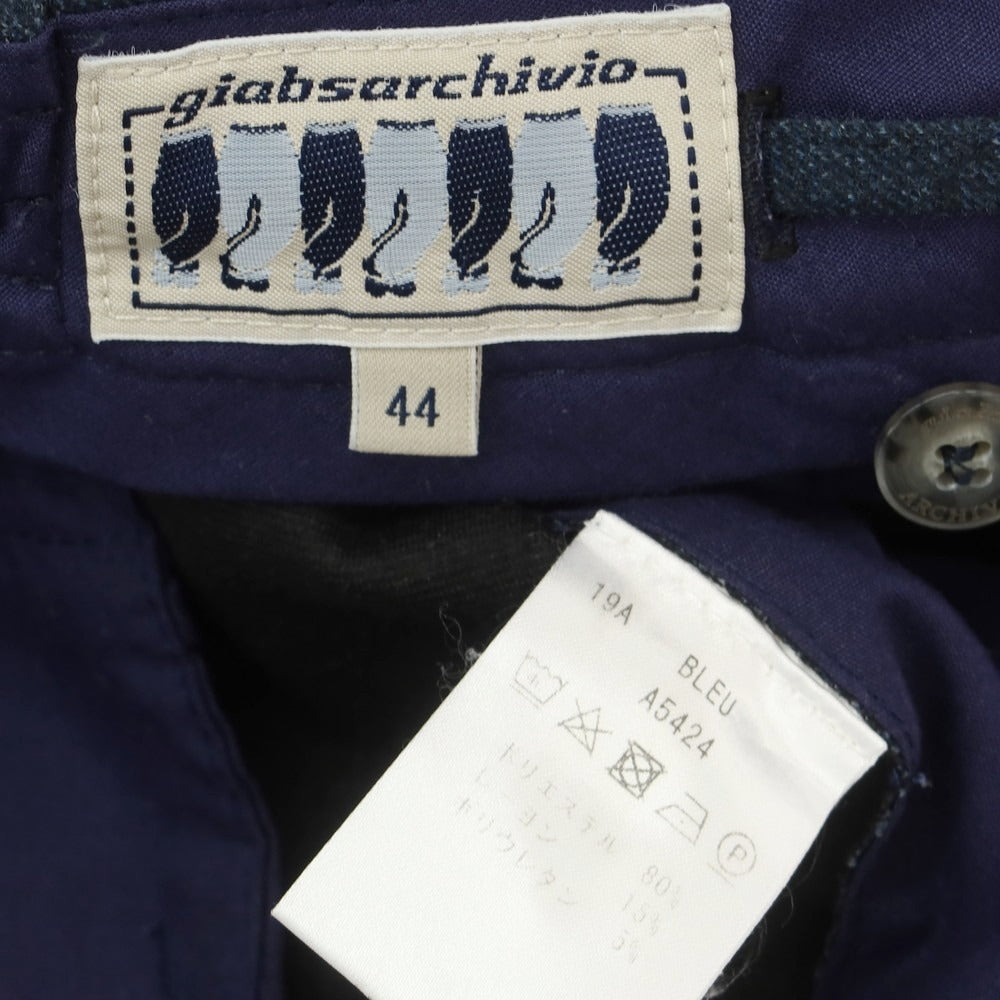 giabsarchivio
44
ARCHIV
19A
BLEU
A5424
P
ポリエステル 80%
レーヨン 15%
ポリウレタン 5%